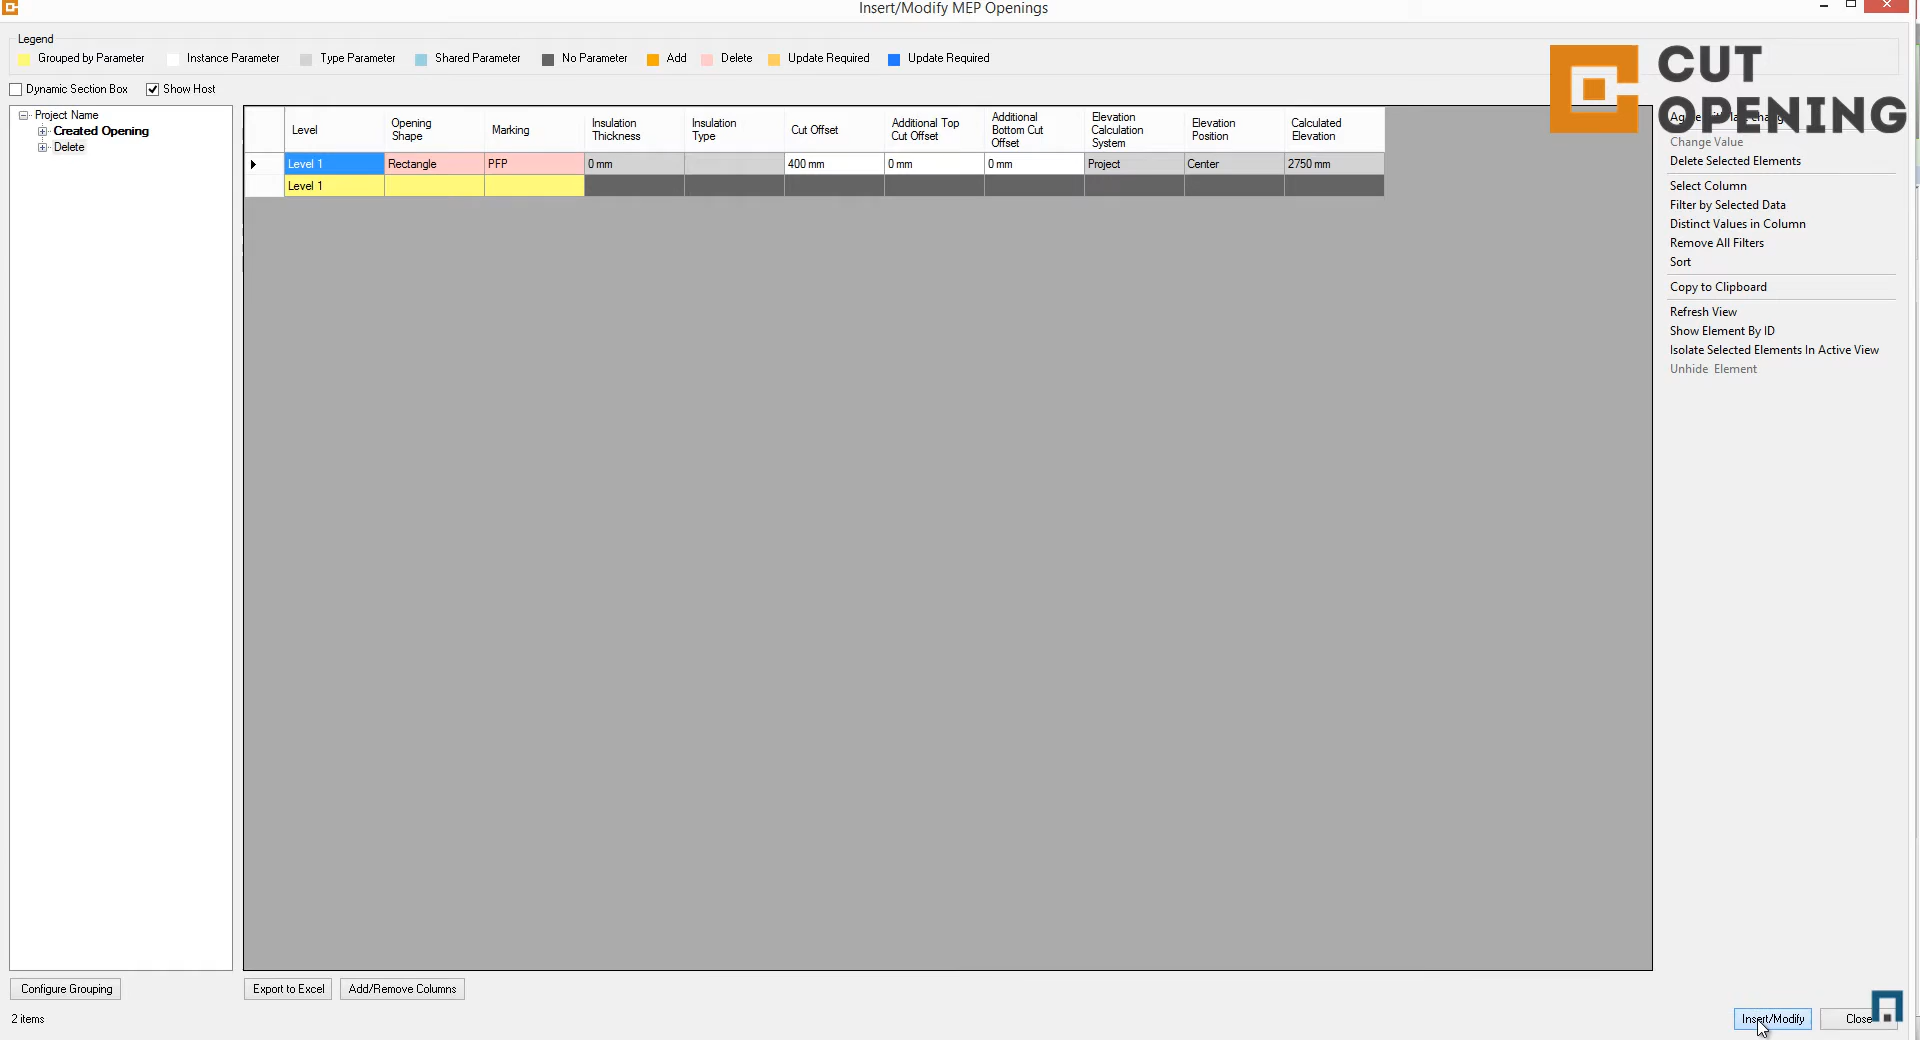 Insert/Modify MEP Openings
Legend
Grouped by Parameter Instance Parameter Type Parameter Shared Parameter No Parameter Add Delete Update Required Update Required
CUT
OPENING
Dynamic Section Box Show Host
Project Name
Created Opening
Delete
Level Opening Shape Marking Insulation Thickness Insulation Type Cut Offset Additional Top Cut Offset Additional Bottom Cut Offset Elevation Calculation System Elevation Position Calculated Elevation
Level 1 Rectangle PFP 0 mm 400 mm 0 mm 0 mm Project Center 2750 mm
Level 1
Change Value
Delete Selected Elements
Select Column
Filter by Selected Data
Distinct Values in Column
Remove All Filters
Sort
Copy to Clipboard
Refresh View
Show Element By ID
Isolate Selected Elements In Active View
Unhide Element
Configure Grouping Export to Excel Add/Remove Columns
2 items
Insert/Modify Close